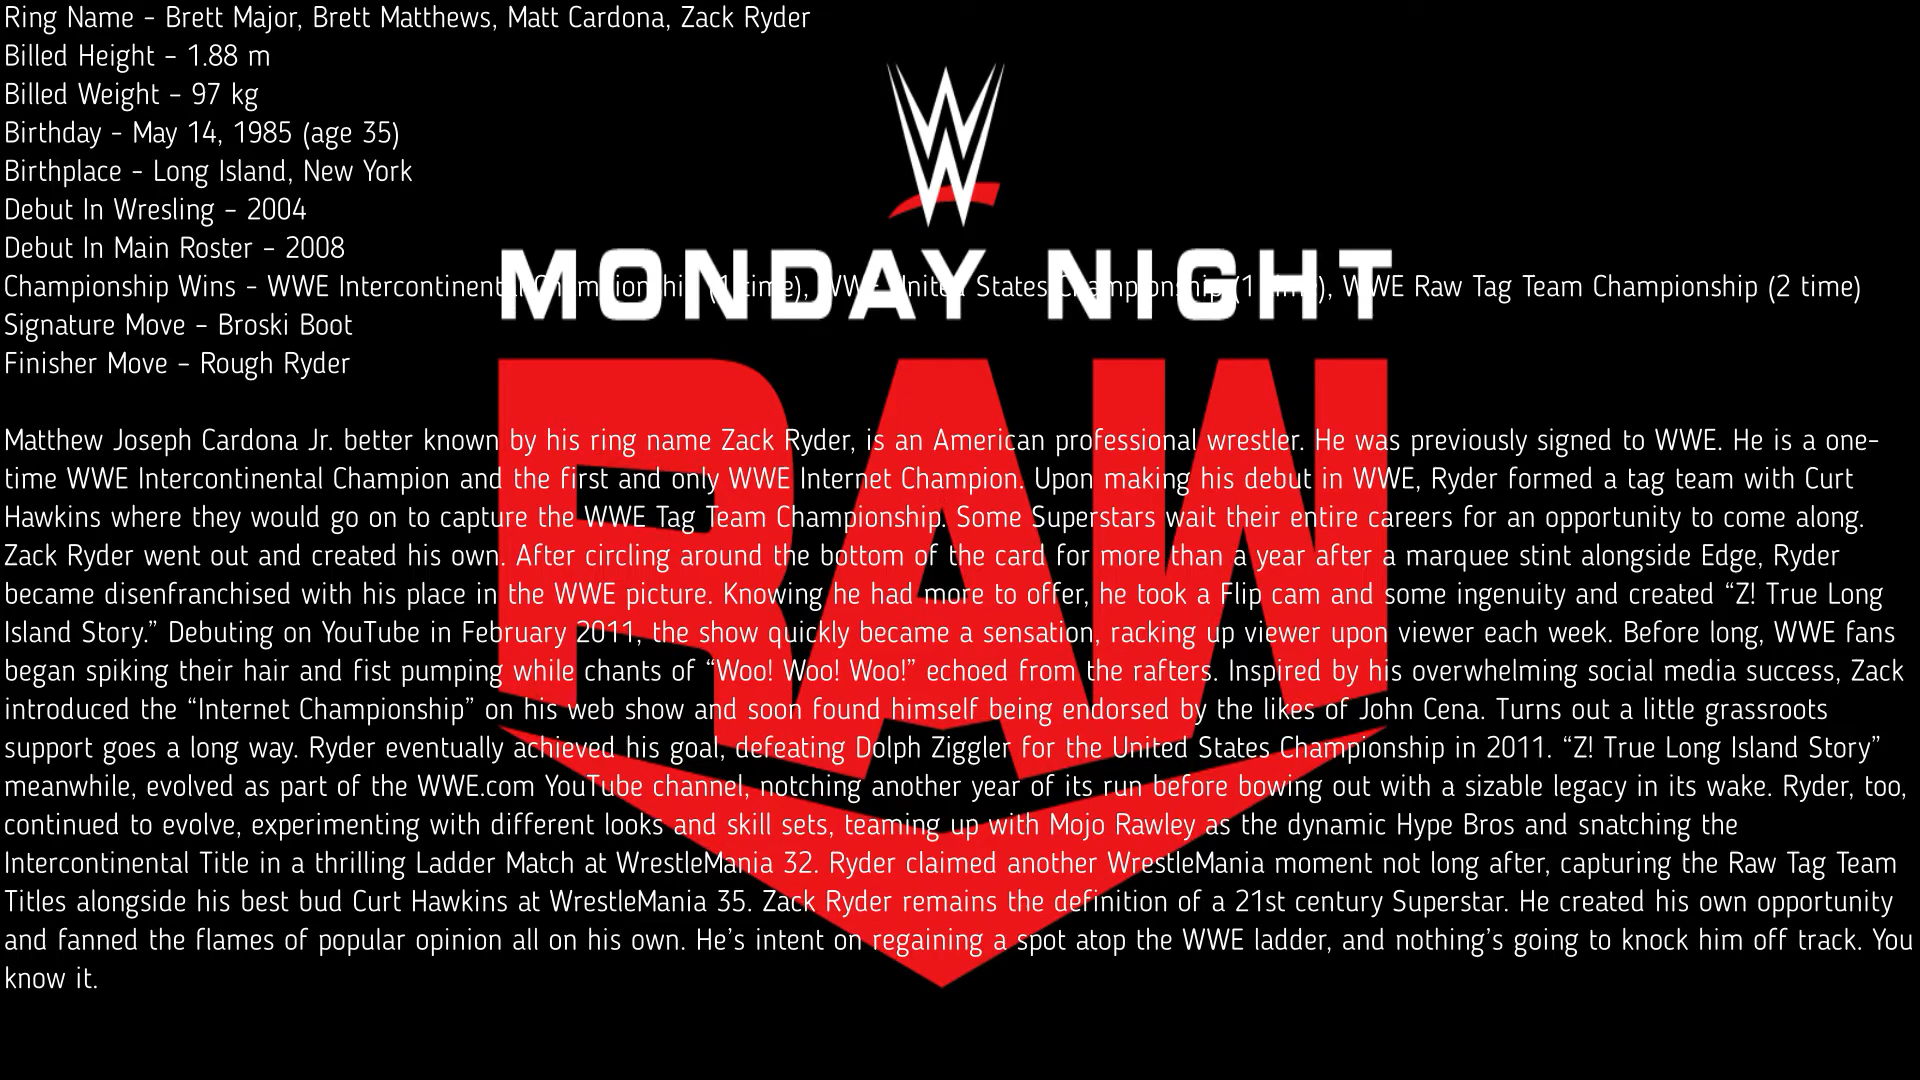 Ring Name – Brett Major, Brett Matthews, Matt Cardona, Zack Ryder
Billed Height – 1.88 m
Billed Weight – 97 kg
Birthday – May 14, 1985 (age 35)
Birthplace – Long Island, New York
Debut In Wresling – 2004
Debut In Main Roster – 2008
MONDAY NIGHT
Championship Wins – WWE Intercontinental Championship (1 time), WWE United States Championship (1 time), WWE Raw Tag Team Championship (2 time)
Signature Move – Broski Boot
Finisher Move – Rough Ryder
RAW
Matthew Joseph Cardona Jr. better known by his ring name Zack Ryder, is an American professional wrestler. He was previously signed to WWE. He is a one-
time WWE Intercontinental Champion and the first and only WWE Internet Champion. Upon making his debut in WWE, Ryder formed a tag team with Curt
Hawkins where they would go on to capture the WWE Tag Team Championship. Some Superstars wait their entire careers for an opportunity to come along.
Zack Ryder went out and created his own. After circling around the bottom of the card for more than a year after a marquee stint alongside Edge, Ryder
became disenfranchised with his place in the WWE picture. Knowing he had more to offer, he took a Flip cam and some ingenuity and created “Z! True Long
Island Story.” Debuting on YouTube in February 2011, the show quickly became a sensation, racking up viewer upon viewer each week. Before long, WWE fans
began spiking their hair and fist pumping while chants of “Woo! Woo! Woo!” echoed from the rafters. Inspired by his overwhelming social media success, Zack
introduced the “Internet Championship” on his web show and soon found himself being endorsed by the likes of John Cena. Turns out a little grassroots
support goes a long way. Ryder eventually achieved his goal, defeating Dolph Ziggler for the United States Championship in 2011. “Z! True Long Island Story”
meanwhile, evolved as part of the WWE.com YouTube channel, notching another year of its run before bowing out with a sizable legacy in its wake. Ryder, too,
continued to evolve, experimenting with different looks and skill sets, teaming up with Mojo Rawley as the dynamic Hype Bros and snatching the
Intercontinental Title in a thrilling Ladder Match at WrestleMania 32. Ryder claimed another WrestleMania moment not long after, capturing the Raw Tag Team
Titles alongside his best bud Curt Hawkins at WrestleMania 35. Zack Ryder remains the definition of a 21st century Superstar. He created his own opportunity
and fanned the flames of popular opinion all on his own. He’s intent on regaining a spot atop the WWE ladder, and nothing’s going to knock him off track. You
know it.